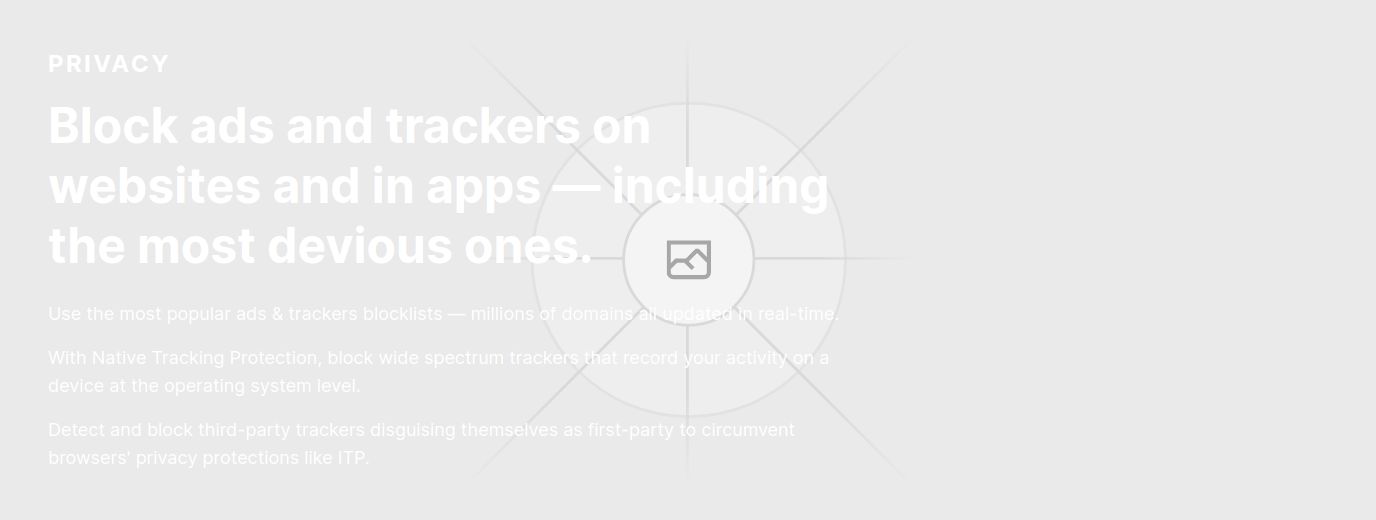 PRIVACY
Block ads and trackers on
websites and in apps — including
the most devious ones.
Use the most popular ads & trackers blocklists — millions of domains all updated in real-time.
With Native Tracking Protection, block wide spectrum trackers that record your activity on a
device at the operating system level.
Detect and block third-party trackers disguising themselves as first-party to circumvent
browsers' privacy protections like ITP.